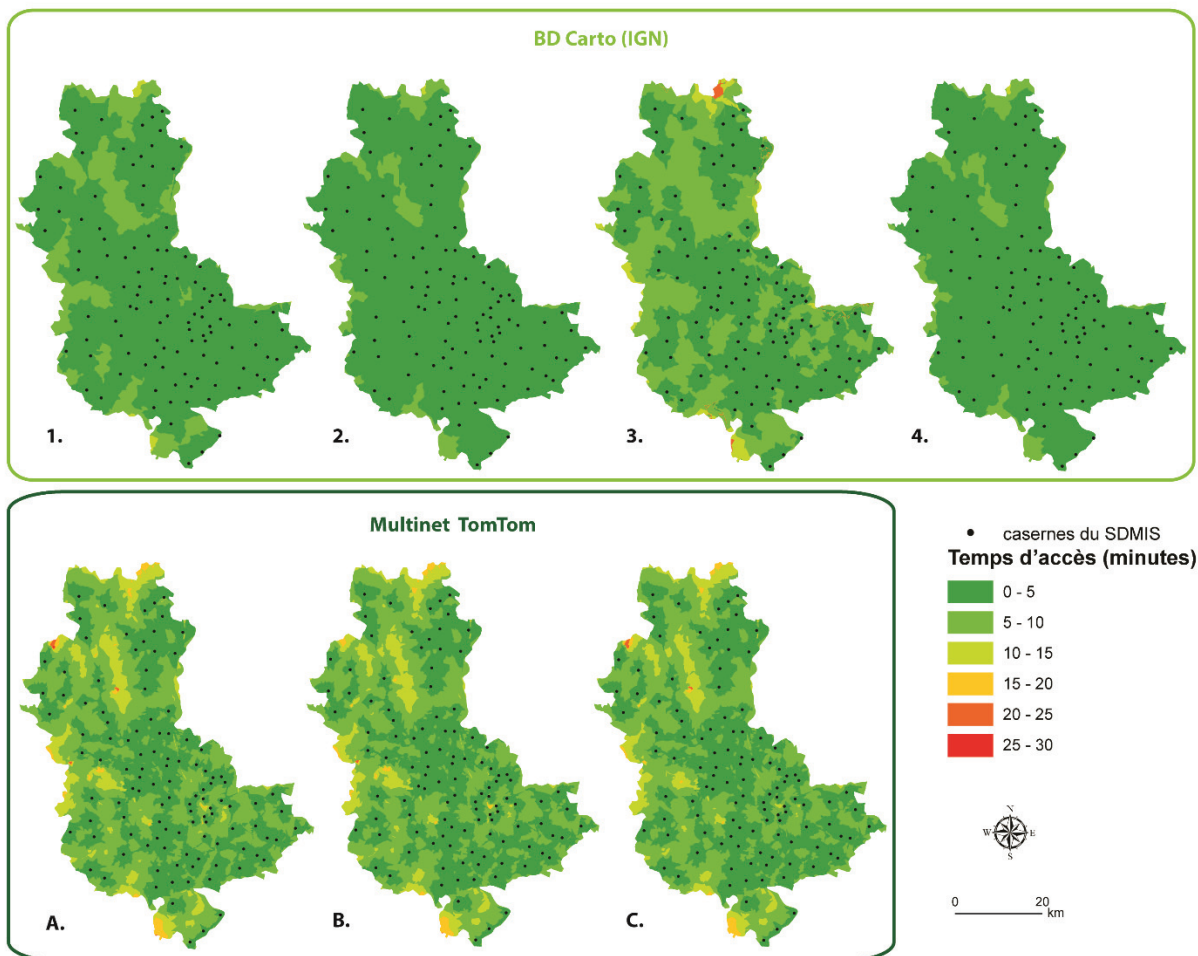 BD Carto (IGN)
1.
2.
3.
4.
Multinet TomTom
A.
B.
C.
casernes du SDMIS
Temps d'accès (minutes)
0 - 5
5 - 10
10 - 15
15 - 20
20 - 25
25 - 30
N
W E
S
0 20
km